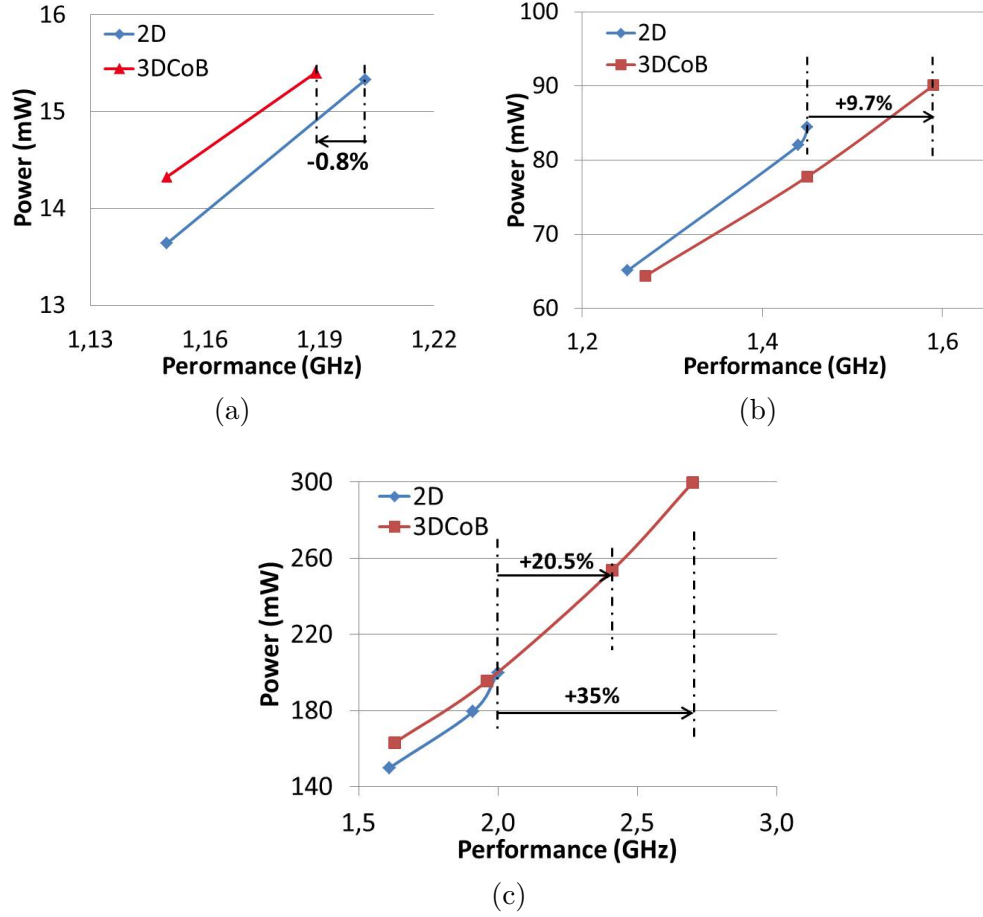 16
15
14
13
Power (mW)
2D
3DCoB
-0.8%
1,13
1,16
1,19
1,22
Perormance (GHz)
(a)
100
90
80
70
60
Power (mW)
2D
3DCoB
+9.7%
1,2
1,4
1,6
Performance (GHz)
(b)
300
260
220
180
140
Power (mW)
2D
3DCoB
+20.5%
+35%
1,5
2,0
2,5
3,0
Performance (GHz)
(c)